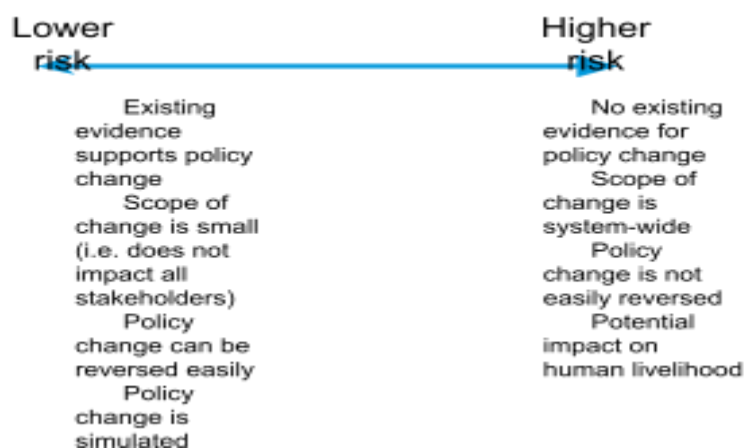 Lower
risk
Existing
evidence
supports policy
change
Scope of
change is small
(i.e. does not
impact all
stakeholders)
Policy
change can be
reversed easily
Policy
change is
simulated
Higher
risk
No existing
evidence for
policy change
Scope of
change is
system-wide
Policy
change is not
easily reversed
Potential
impact on
human livelihood